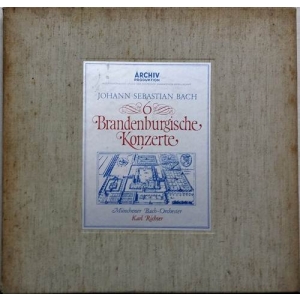 ARCHIV
PRODUKTION
JOHANN SEBASTIAN BACH
6
Brandenburgische
Konzerte
Münchener Bach-Orchester
Karl Richter